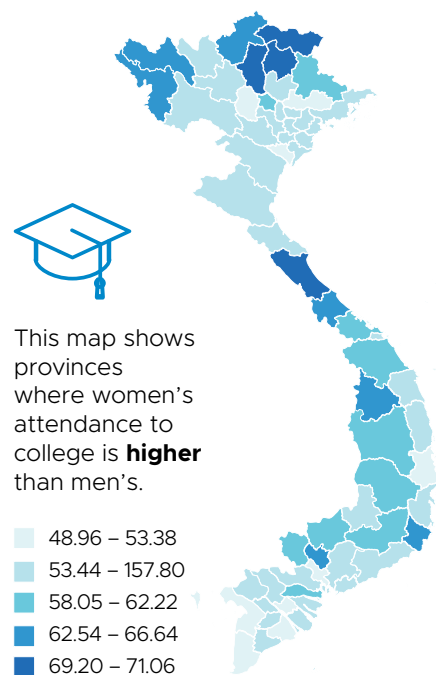 This map shows
provinces
where women’s
attendance to
college is higher
than men’s.
48.96 – 53.38
53.44 – 157.80
58.05 – 62.22
62.54 – 66.64
69.20 – 71.06